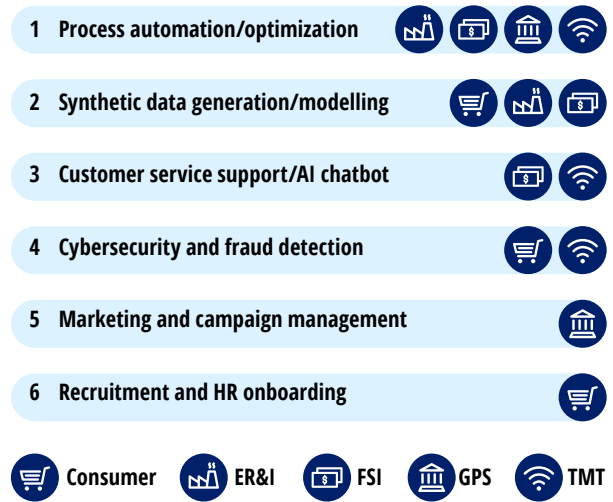 1 Process automation/optimization
2 Synthetic data generation/modelling
3 Customer service support/AI chatbot
4 Cybersecurity and fraud detection
5 Marketing and campaign management
6 Recruitment and HR onboarding
Consumer ER&I FSI GPS TMT